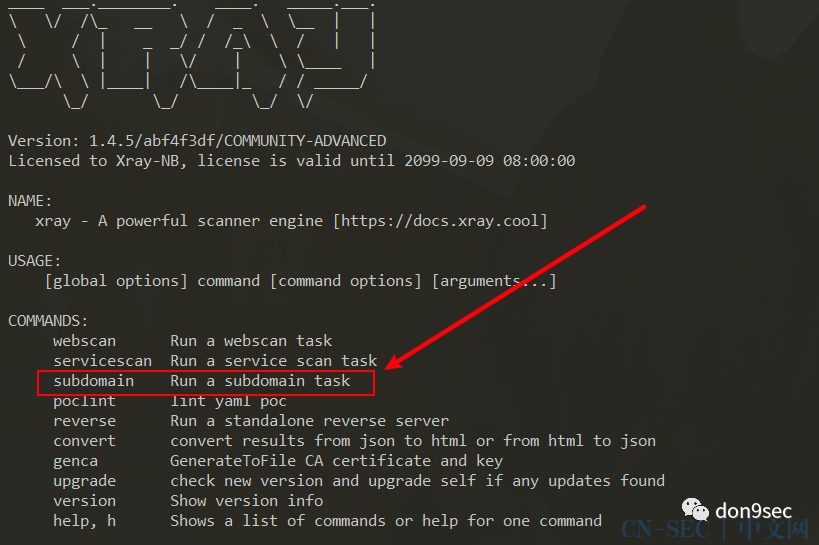 XRAY
Version: 1.4.5/abf4f3df/COMMUNITY-ADVANCED
Licensed to Xray-NB, license is valid until 2099-09-09 08:00:00
NAME:
xray - A powerful scanner engine [https://docs.xray.cool]
USAGE:
[global options] command [command options] [arguments...]
COMMANDS:
webscan Run a webscan task
servicescan Run a service scan task
subdomain Run a subdomain task
poclint lint yaml poc
reverse Run a standalone reverse server
convert convert results from json to html or from html to json
genca GenerateToFile CA certificate and key
upgrade check new version and upgrade self if any updates found
version Show version info
help, h Shows a list of commands or help for one command
don9sec
CN-SEC 中文网